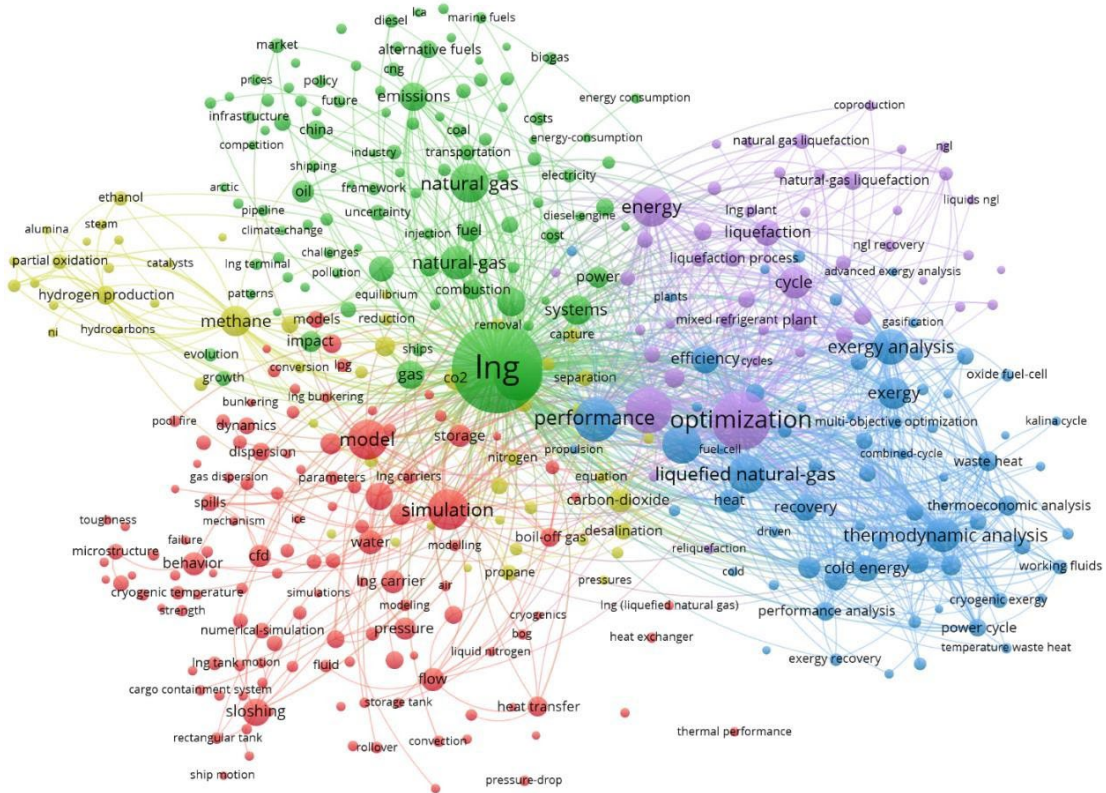 lca
diesel
marine fuels
market
alternative fuels
biogas
cng
prices
policy
emissions
energy consumption
future
infrastructure
china
coal
costs
coproduction
competition
industry
transportation
energy-consumption
natural gas liquefaction
ngl
shipping
arctic
framework
natural gas
electricity
natural-gas liquefaction
ethanol
oil
energy
liquids ngl
pipeline
uncertainty
diesel-engine
lng plant
alumina
steam
climate-change
injection
fuel
cost
liquefaction
ngl recovery
partial oxidation
catalysts
lng terminal
challenges
natural-gas
liquefaction process
advanced exergy analysis
pollution
power
cycle
hydrogen production
patterns
equilibrium
combustion
plants
ni
hydrocarbons
methane
models
reduction
removal
systems
mixed refrigerant
plant
gasification
impact
ships
capture
evolution
conversion
lpg
lng
efficiency
cycles
exergy analysis
growth
gas
co2
separation
oxide fuel-cell
bunkering
lng bunkering
exergy
pool fire
dynamics
performance
optimization
multi-objective optimization
kalina cycle
model
storage
propulsion
fuel-cell
combined-cycle
dispersion
nitrogen
waste heat
gas dispersion
parameters
lng carriers
equation
liquefied natural-gas
spills
carbon-dioxide
heat
recovery
thermoeconomic analysis
toughness
mechanism
ice
simulation
desalination
driven
failure
water
boil-off gas
thermodynamic analysis
microstructure
behavior
cfd
modelling
reliquefaction
cryogenic temperature
lng carrier
air
propane
pressures
cold
cold energy
working fluids
strength
simulations
modeling
lng (liquefied natural gas)
performance analysis
cryogenic exergy
numerical-simulation
pressure
cryogenics
bog
heat exchanger
power cycle
liquid nitrogen
temperature waste heat
lng tank
motion
fluid
exergy recovery
flow
cargo containment system
sloshing
storage tank
heat transfer
rectangular tank
rollover
convection
thermal performance
ship motion
pressure-drop